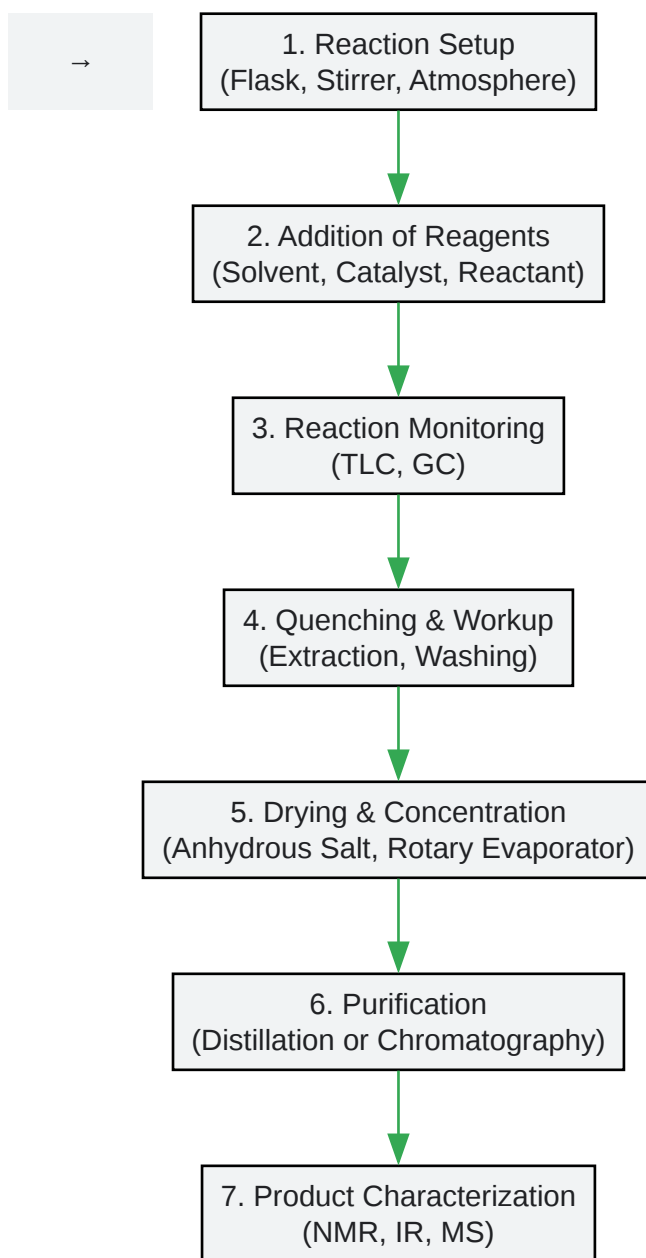 →
1. Reaction Setup
(Flask, Stirrer, Atmosphere)
2. Addition of Reagents
(Solvent, Catalyst, Reactant)
3. Reaction Monitoring
(TLC, GC)
4. Quenching & Workup
(Extraction, Washing)
5. Drying & Concentration
(Anhydrous Salt, Rotary Evaporator)
6. Purification
(Distillation or Chromatography)
7. Product Characterization
(NMR, IR, MS)